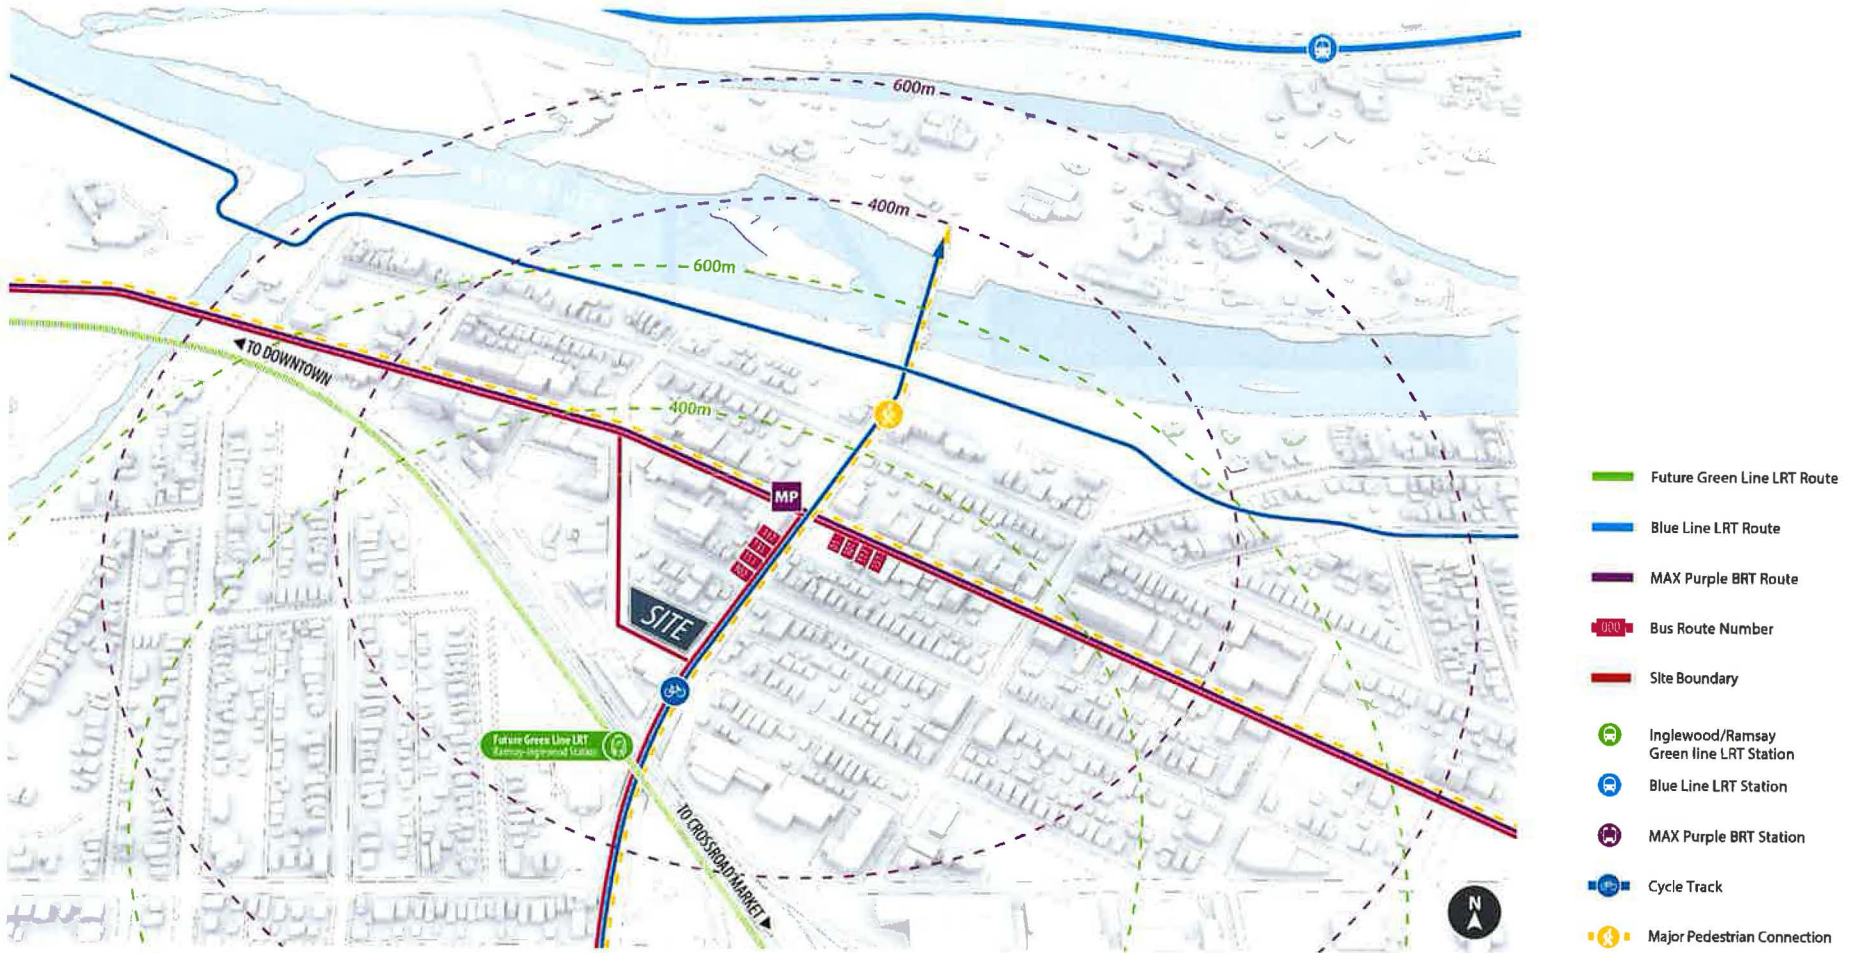 600m
400m
600m
◀ TO DOWNTOWN
400m
MP
SITE
Future Green Line LRT
Ramsay-Inglewood Station
TO CROSSROAD MARKET ▶
N
Future Green Line LRT Route
Blue Line LRT Route
MAX Purple BRT Route
000
Bus Route Number
Site Boundary
Inglewood/Ramsay
Green line LRT Station
Blue Line LRT Station
MAX Purple BRT Station
Cycle Track
Major Pedestrian Connection